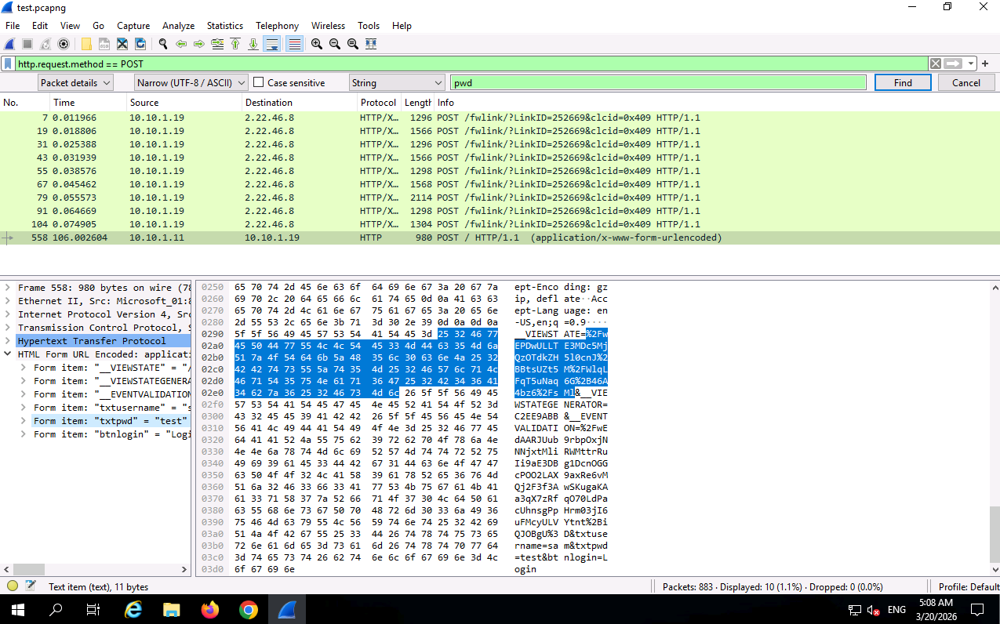 test.pcapng
File Edit View Go Capture Analyze Statistics Telephony Wireless Tools Help
http.request.method == POST
Packet details Narrow (UTF-8 / ASCII) Case sensitive String pwd Find Cancel
No. Time Source Destination Protocol Length Info
7 0.011966 10.10.1.19 2.22.46.8 HTTP/X… 1296 POST /fwlink/?LinkID=252669&clcid=0x409 HTTP/1.1
19 0.018806 10.10.1.19 2.22.46.8 HTTP/X… 1566 POST /fwlink/?LinkID=252669&clcid=0x409 HTTP/1.1
31 0.025388 10.10.1.19 2.22.46.8 HTTP/X… 1296 POST /fwlink/?LinkID=252669&clcid=0x409 HTTP/1.1
43 0.031939 10.10.1.19 2.22.46.8 HTTP/X… 1566 POST /fwlink/?LinkID=252669&clcid=0x409 HTTP/1.1
55 0.038576 10.10.1.19 2.22.46.8 HTTP/X… 1298 POST /fwlink/?LinkID=252669&clcid=0x409 HTTP/1.1
67 0.045462 10.10.1.19 2.22.46.8 HTTP/X… 1568 POST /fwlink/?LinkID=252669&clcid=0x409 HTTP/1.1
79 0.055573 10.10.1.19 2.22.46.8 HTTP/X… 2114 POST /fwlink/?LinkID=252669&clcid=0x409 HTTP/1.1
91 0.064669 10.10.1.19 2.22.46.8 HTTP/X… 1298 POST /fwlink/?LinkID=252669&clcid=0x409 HTTP/1.1
104 0.074905 10.10.1.19 2.22.46.8 HTTP/X… 1304 POST /fwlink/?LinkID=252669&clcid=0x409 HTTP/1.1
558 106.002604 10.10.1.11 10.10.1.19 HTTP 980 POST / HTTP/1.1 (application/x-www-form-urlencoded)
Frame 558: 980 bytes on wire (78
Ethernet II, Src: Microsoft_01:8
Internet Protocol Version 4, Src
Transmission Control Protocol, S
Hypertext Transfer Protocol
HTML Form URL Encoded: applicati
Form item: "__VIEWSTATE" = "/
Form item: "__VIEWSTATEGENERA
Form item: "__EVENTVALIDATION
Form item: "txtusername" = "s
Form item: "txtpwd" = "test"
Form item: "btnlogin" = "Logi
0250 65 70 74 2d 45 6e 63 6f 64 69 6e 67 3a 20 67 7a ept-Enco ding: gz
0260 69 70 2c 20 64 65 66 6c 61 74 65 0d 0a 41 63 63 ip, defl ate··Acc
0270 65 70 74 2d 4c 61 6e 67 75 61 67 65 3a 20 65 6e ept-Lang uage: en
0280 2d 55 53 2c 65 6e 3b 71 3d 30 2e 39 0d 0a 0d 0a -US,en;q =0.9····
0290 5f 5f 56 49 45 57 53 54 41 54 45 3d 25 32 46 77 __VIEWST ATE=%2Fw
02a0 45 50 44 77 55 4c 4c 54 45 33 4d 44 63 35 4d 6a EPDwULLT E3MDc5Mj
02b0 51 7a 4f 54 64 6b 5a 48 35 6c 30 63 6e 4a 25 32 QzOTdkZH 5l0cnJ%2
02c0 42 42 74 73 55 5a 74 35 4d 25 32 46 57 6c 71 4c BBtsUZt5 M%2FWlqL
02d0 46 71 54 35 75 4e 61 71 36 47 25 32 42 34 36 41 FqT5uNaq 6G%2B46A
02e0 34 62 7a 36 25 32 46 73 4d 6c 26 5f 5f 56 49 45 4bz6%2Fs Ml&__VIE
02f0 57 53 54 41 54 45 47 45 4e 45 52 41 54 4f 52 3d WSTATEGE NERATOR=
0300 43 32 45 45 39 41 42 42 26 5f 5f 45 56 45 4e 54 C2EE9ABB &__EVENT
0310 56 41 4c 49 44 41 54 49 4f 4e 3d 25 32 46 77 45 VALIDATI ON=%2FwE
0320 64 41 41 52 4a 55 75 62 39 72 62 70 4f 78 6a 4e dAARJUub 9rbpOxjN
0330 4e 4e 6a 78 74 4d 6c 69 52 57 4d 74 74 72 52 75 NNjxtMli RWMttrRu
0340 49 69 39 61 45 33 44 42 67 31 44 63 6e 4f 47 47 Ii9aE3DB g1DcnOGG
0350 63 50 4f 4f 32 4c 41 58 39 61 78 52 65 36 76 4d cPOO2LAX 9axRe6vM
0360 51 6a 32 46 33 66 33 41 77 53 4b 75 67 61 4b 41 Qj2F3f3A wSKugaKA
0370 61 33 71 58 37 7a 52 66 71 4f 37 30 4c 64 50 61 a3qX7zRf qO70LdPa
0380 63 55 68 6e 73 67 50 70 48 72 6d 30 33 6a 49 36 cUhnsgPp Hrm03jI6
0390 75 46 4d 63 79 55 4c 56 59 74 6e 74 25 32 42 69 uFMcyULV Ytnt%2Bi
03a0 51 4a 4f 42 67 55 25 33 44 26 74 78 74 75 73 65 QJOBgU%3 D&txtuse
03b0 72 6e 61 6d 65 3d 73 61 6d 26 74 78 74 70 77 64 rname=sa m&txtpwd
03c0 3d 74 65 73 74 26 62 74 6e 6c 6f 67 69 6e 3d 4c =test&bt nlogin=L
03d0 6f 67 69 6e ogin
Text item (text), 11 bytes Packets: 883 · Displayed: 10 (1.1%) · Dropped: 0 (0.0%) Profile: Default
ENG 5:08 AM
3/20/2026